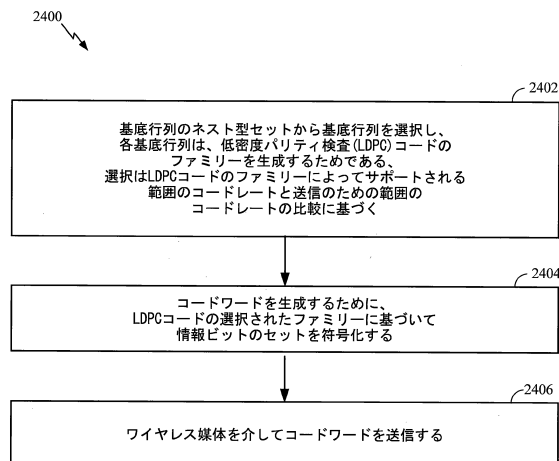 2400
2402
基底行列のネスト型セットから基底行列を選択し、
各基底行列は、低密度パリティ検査(LDPC)コードの
ファミリーを生成するためである、
選択はLDPCコードのファミリーによってサポートされる
範囲のコードレートと送信のための範囲の
コードレートの比較に基づく
2404
コードワードを生成するために、
LDPCコードの選択されたファミリーに基づいて
情報ビットのセットを符号化する
2406
ワイヤレス媒体を介してコードワードを送信する